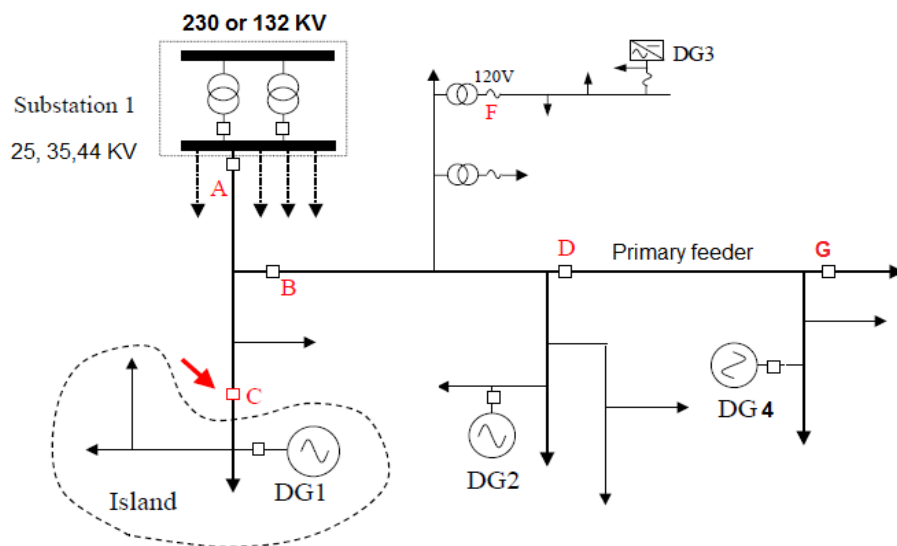 230 or 132 KV
Substation 1
25, 35,44 KV
A
120V
F
DG3
B
D
Primary feeder
G
C
DG1
Island
DG2
DG 4